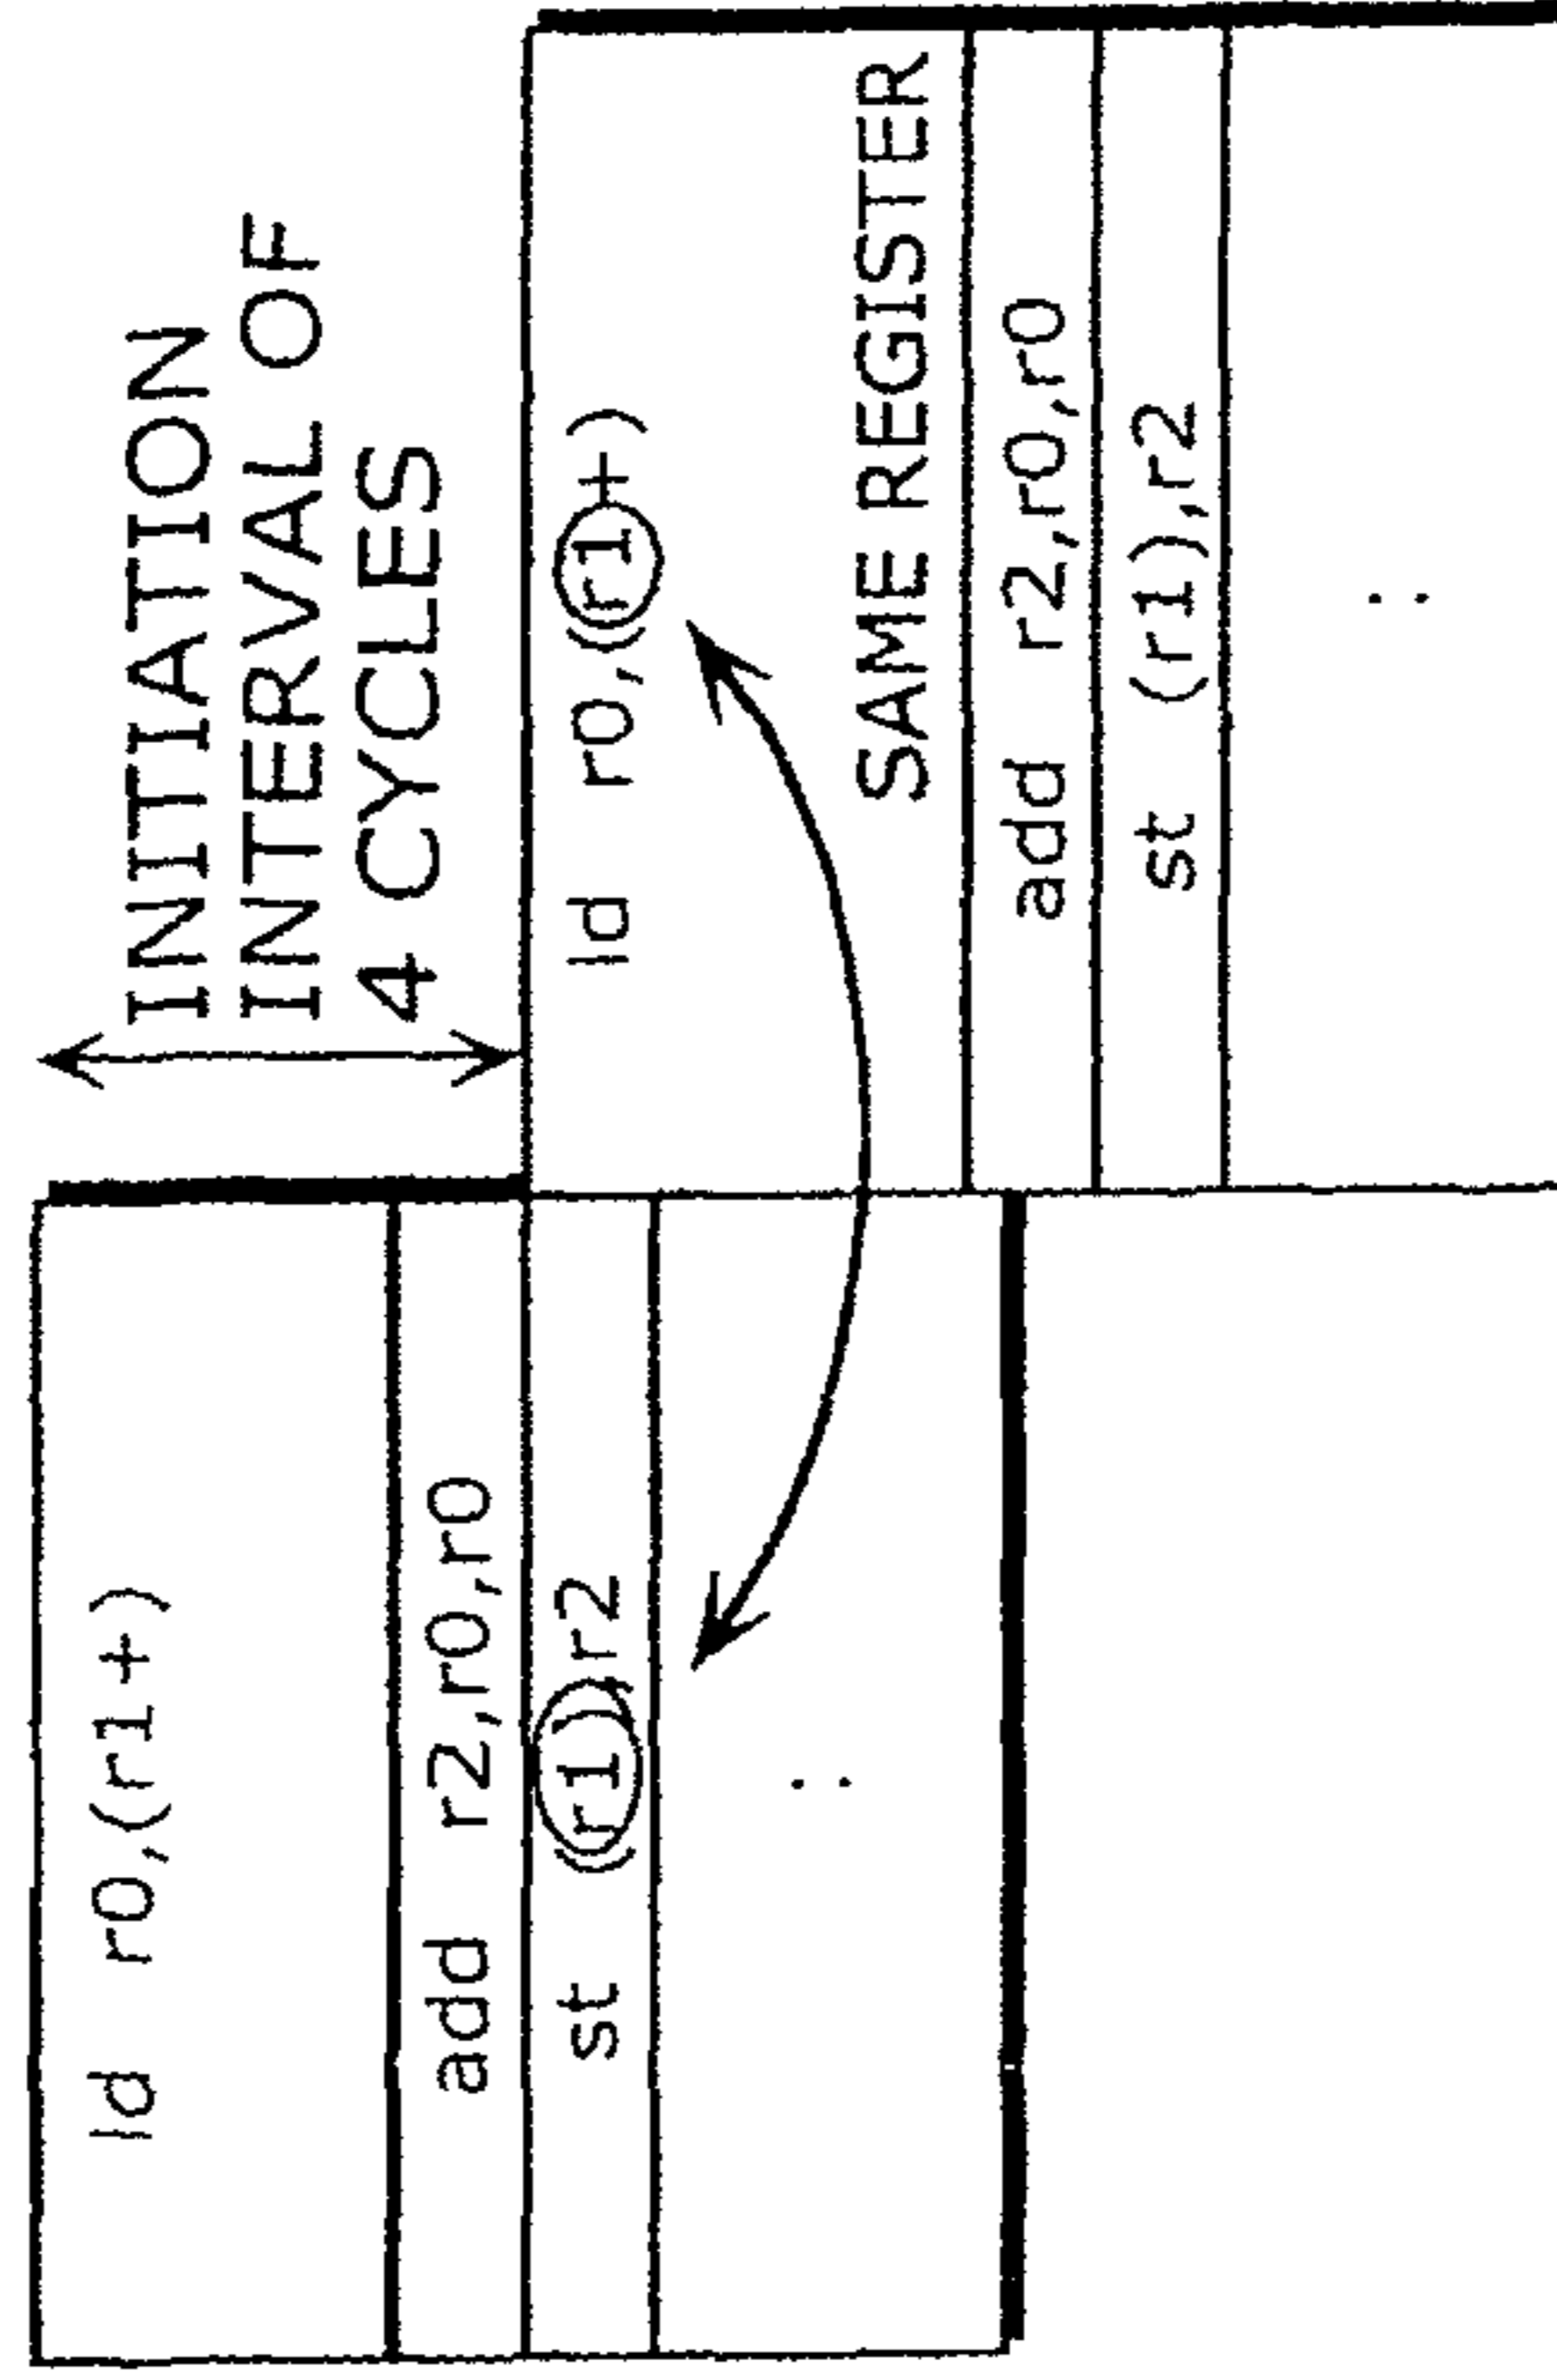 ld r0,(r1+)
add r2,r0,r0
st (r1),r2
:
INITIATION
INTERVAL OF
4 CYCLES
ld r0,(r1+)
SAME REGISTER
add r2,r0,r0
st (r1),r2
: